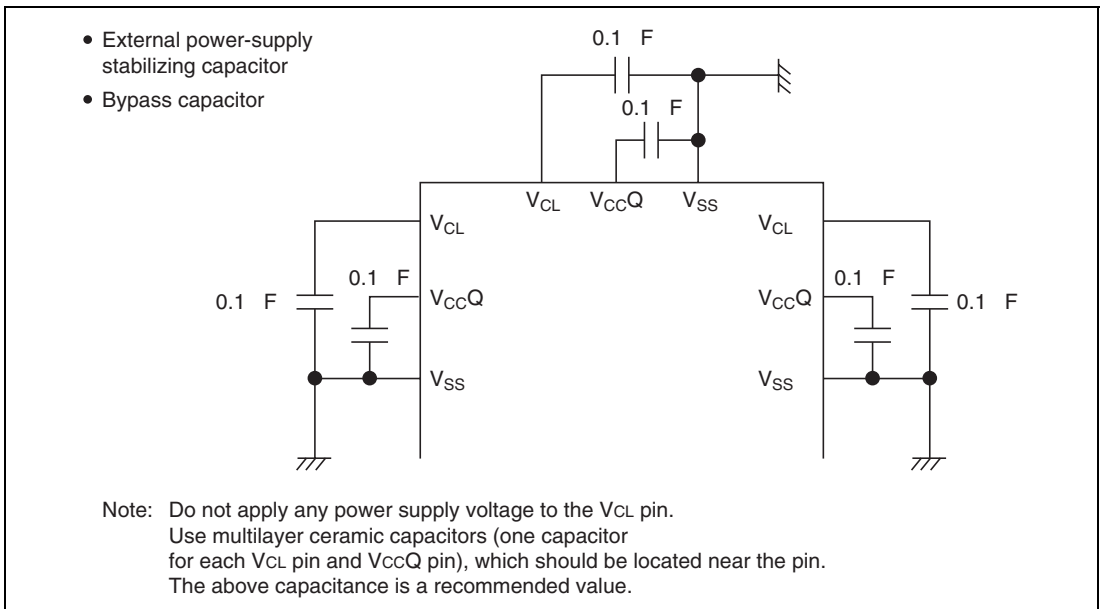 • External power-supply
stabilizing capacitor
• Bypass capacitor
0.1 F
0.1 F
VCL
VCCQ
VSS
VCL
0.1 F
VCCQ
0.1 F
VSS
VCL
0.1 F
VCCQ
0.1 F
VSS
Note: Do not apply any power supply voltage to the VCL pin.
Use multilayer ceramic capacitors (one capacitor
for each VCL pin and VCCQ pin), which should be located near the pin.
The above capacitance is a recommended value.